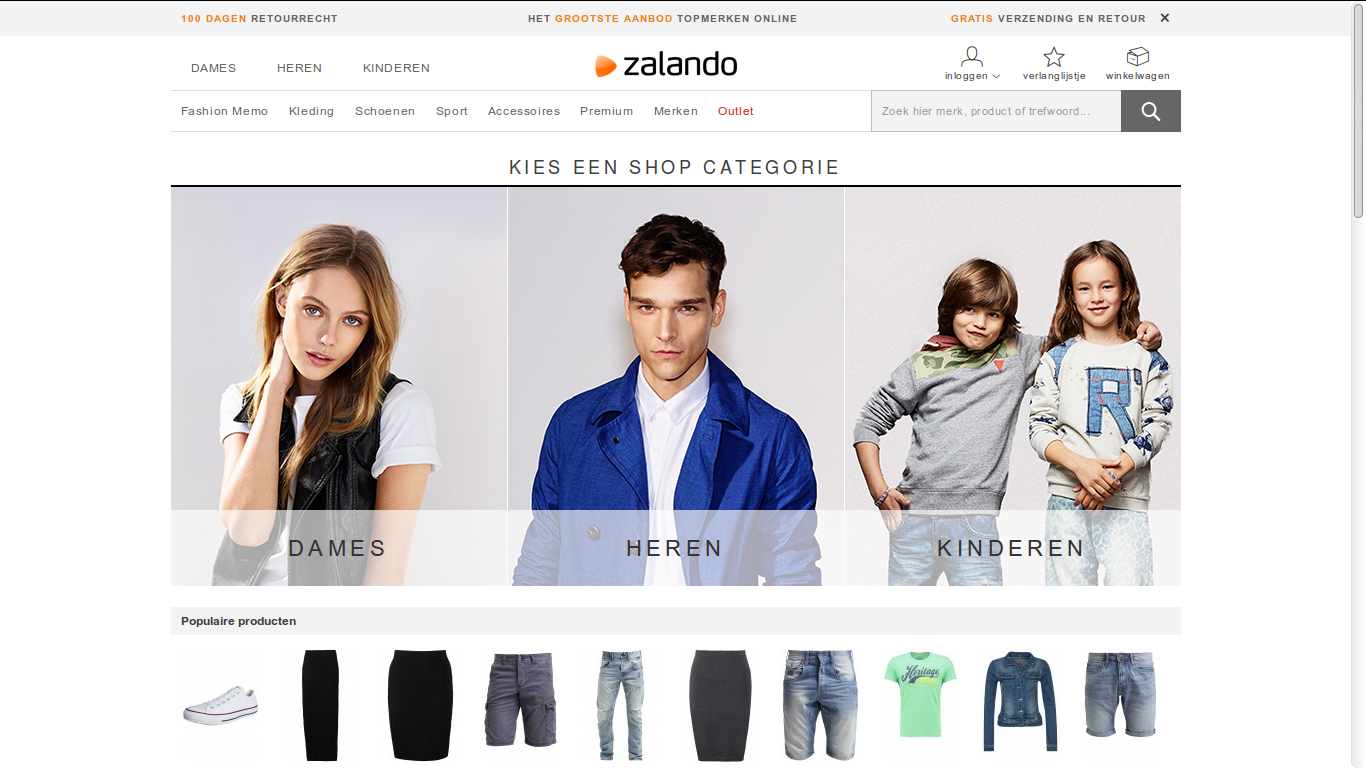 100 DAGEN RETOURRECHT
HET GROOTSTE AANBOD TOPMERKEN ONLINE
GRATIS VERZENDING EN RETOUR ✕
DAMES
HEREN
KINDEREN
zalando
inloggen
verlanglijstje
winkelwagen
Fashion Memo
Kleding
Schoenen
Sport
Accessoires
Premium
Merken
Outlet
Zoek hier merk, product of trefwoord...
KIES EEN SHOP CATEGORIE
R
DAMES
HEREN
KINDEREN
Populaire producten
Heritage